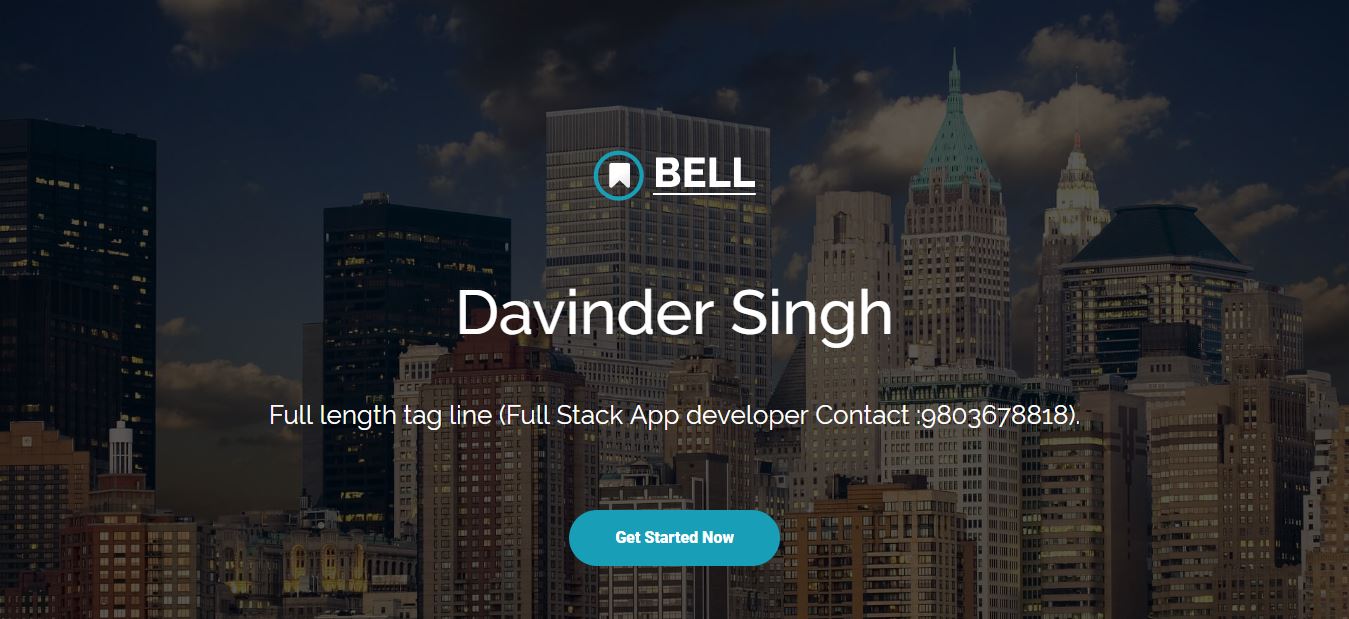 BELL
Davinder Singh
Full length tag line (Full Stack App developer Contact :9803678818).
Get Started Now